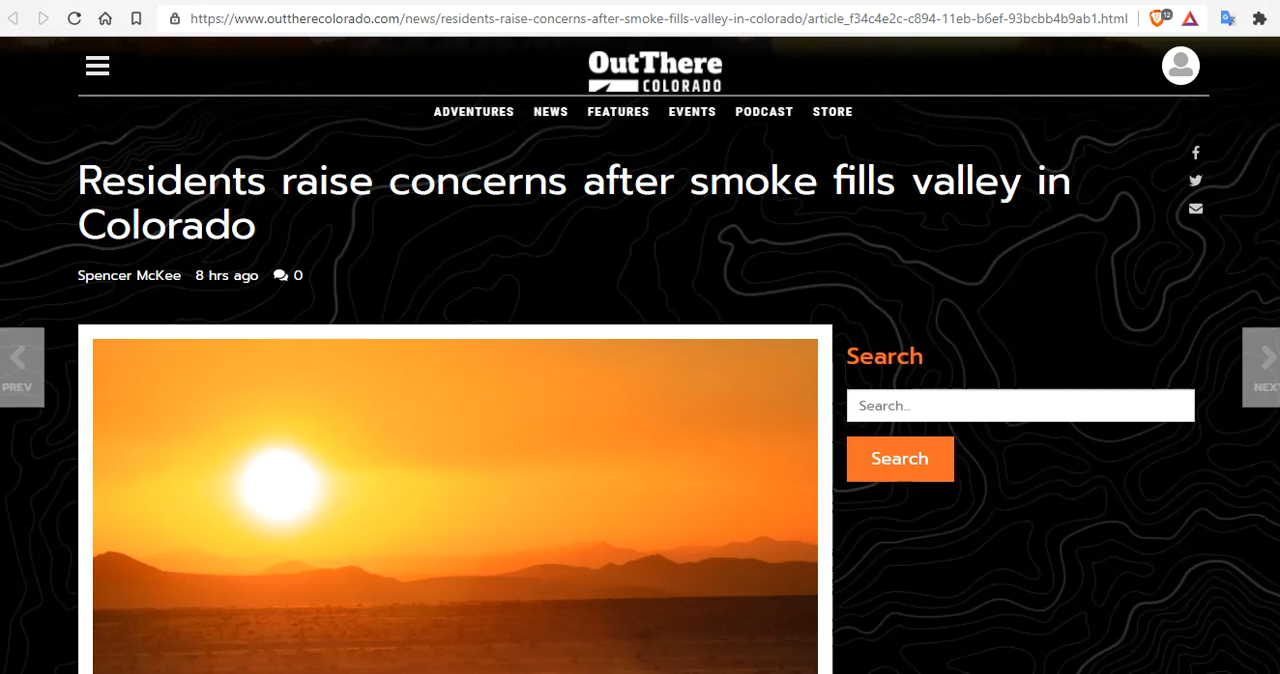 https://www.outtherecolorado.com/news/residents-raise-concerns-after-smoke-fills-valley-in-colorado/article_f34c4e2c-c894-11eb-b6ef-93bcbb4b9ab1.html
12
OutThere
COLORADO
ADVENTURES NEWS FEATURES EVENTS PODCAST STORE
Residents raise concerns after smoke fills valley in
Colorado
Spencer McKee 8 hrs ago 0
Search
Search...
Search
PREV
NEXT